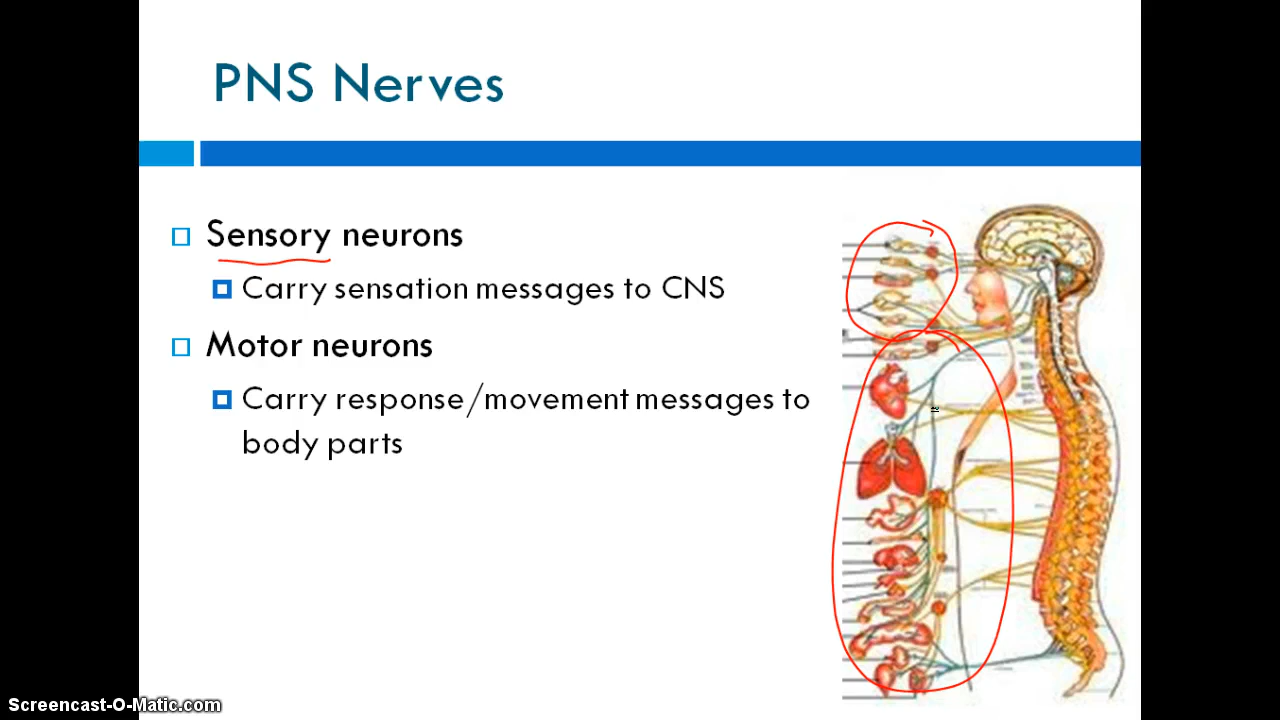 PNS Nerves
Sensory neurons
Carry sensation messages to CNS
Motor neurons
Carry response/movement messages to
body parts
Screencast-O-Matic.com